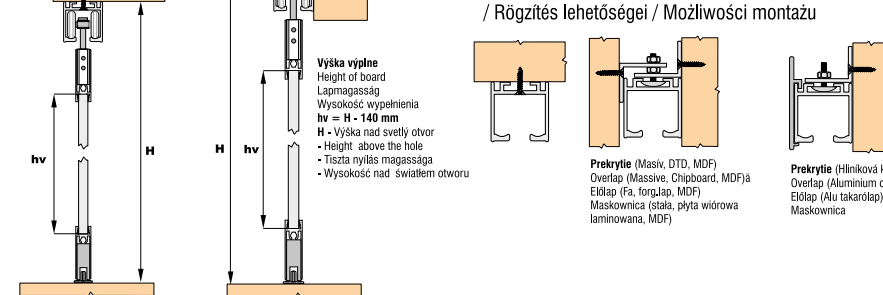 / Rögzítés lehetőségei / Możliwości montażu
Výška výplne
Height of board
Lapmagasság
Wysokość wypełnienia
hv = H - 140 mm
H - Výška nad svetlý otvor
- Height above the hole
- Tiszta nyílás magassága
- Wysokość nad światłem otworu
hv
H
H
hv
Prekrytie (Masív, DTD, MDF)
Overlap (Massive, Chipboard, MDF)ä
Előlap (Fa, forg.lap, MDF)
Maskownica (stała, płyta wiórowa
laminowana, MDF)
Prekrytie (Hliníková
Overlap (Aluminium
Előlap (Alu takarólap)
Maskownica